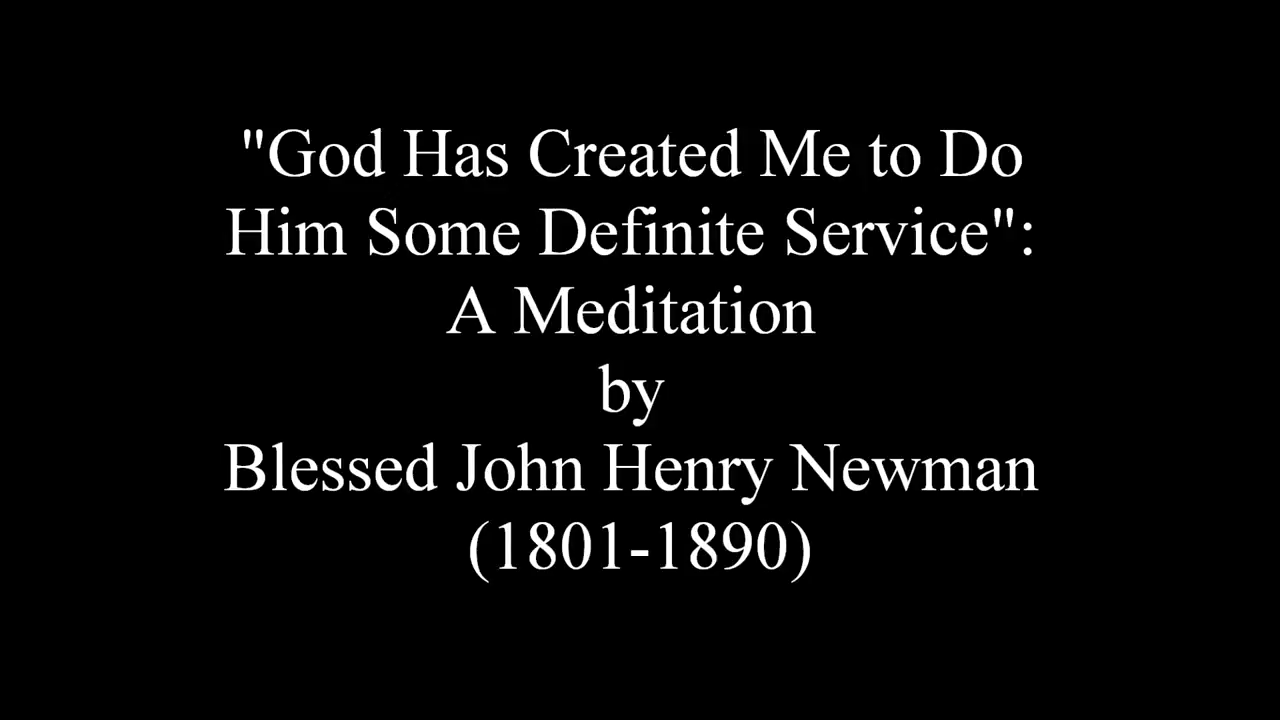 "God Has Created Me to Do
Him Some Definite Service":
A Meditation
by
Blessed John Henry Newman
(1801-1890)